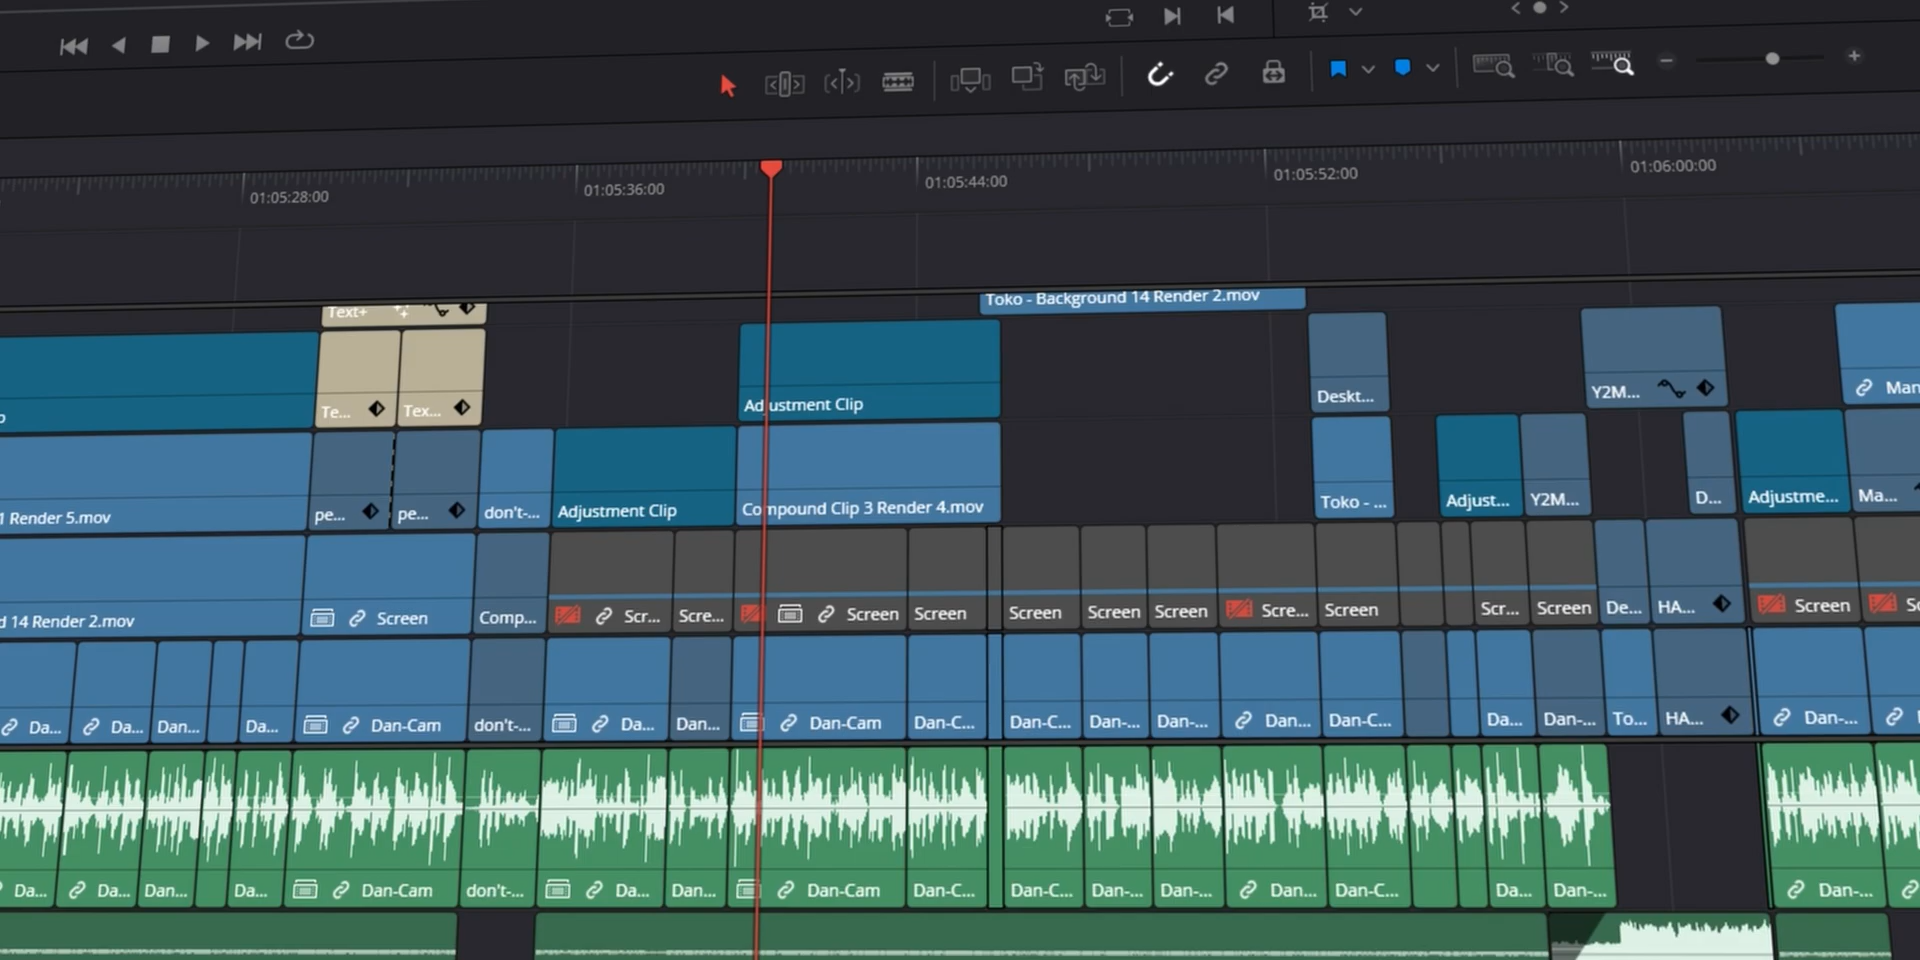 01:05:28:00 01:05:36:00 01:05:44:00 01:05:52:00 01:06:00:00
Text+ Toko - Background 14 Render 2.mov
Te... Tex... Adjustment Clip Deskt... Y2M...
1 Render 5.mov pe... pe... don't-... Adjustment Clip Compound Clip 3 Render 4.mov Toko - ... Adjust... Y2M... D... Adjustme... Ma...
d 14 Render 2.mov Screen Comp... Scr... Scre... Screen Screen Screen Screen Screen Scre... Screen Scr... Screen De... HA... Screen
Da... Da... Dan... Da... Dan-Cam don't-... Da... Dan... Dan-Cam Dan-C... Dan-C... Dan-... Dan-... Dan... Dan-C... Da... Dan-... To... HA... Dan-...
Da... Da... Dan... Da... Dan-Cam don't-... Da... Dan... Dan-Cam Dan-C... Dan-C... Dan-... Dan-... Dan... Dan-C... Da... Dan-... Dan-...